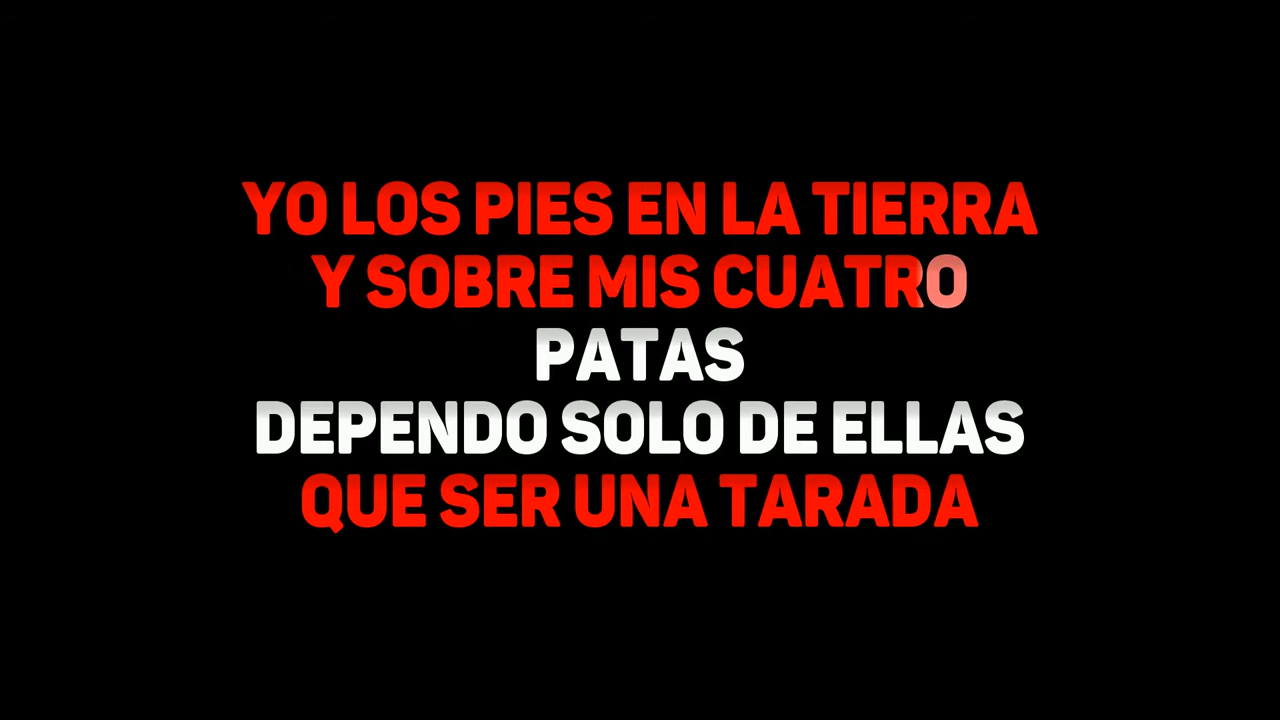 YO LOS PIES EN LA TIERRA
Y SOBRE MIS CUATRO
PATAS
DEPENDO SOLO DE ELLAS
QUE SER UNA TARADA